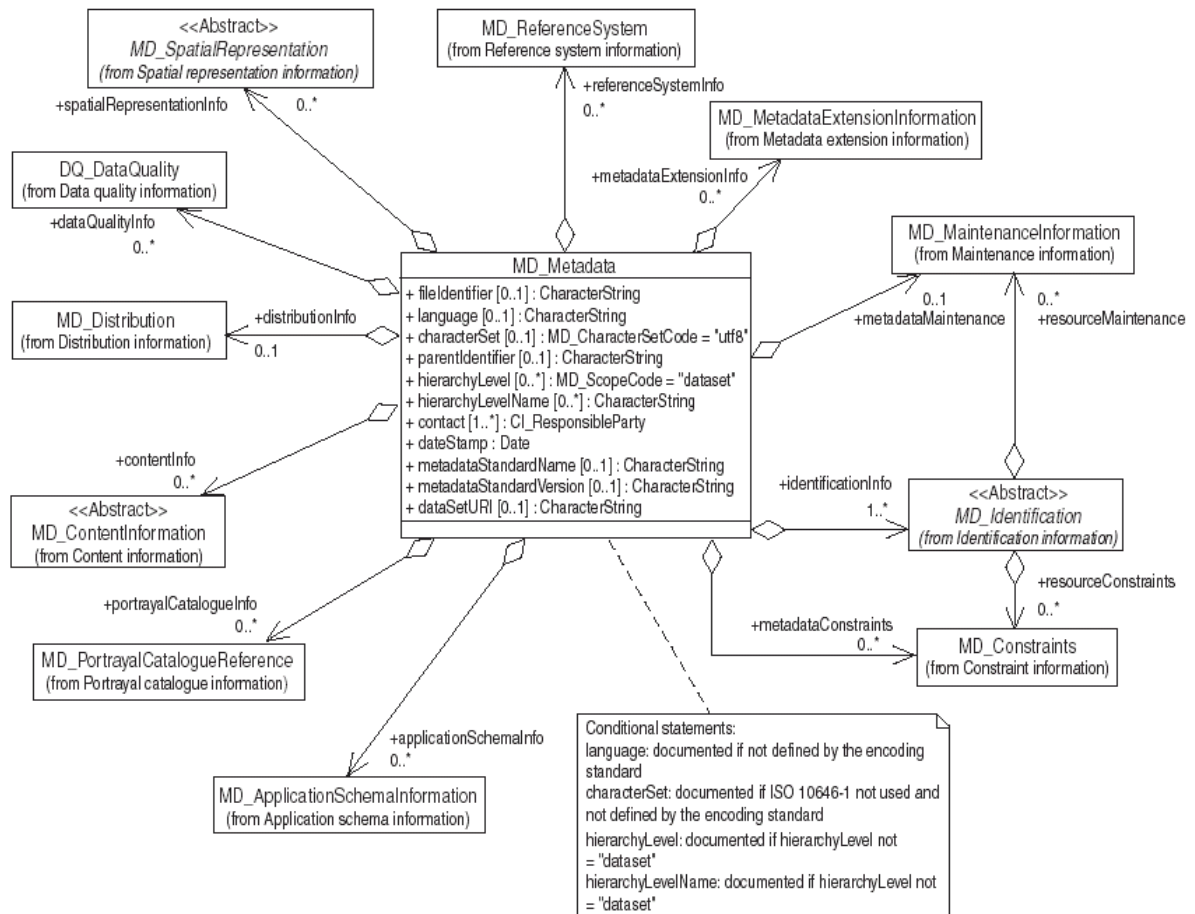 <<Abstract>>
MD_SpatialRepresentation
(from Spatial representation information)
MD_ReferenceSystem
(from Reference system information)
+spatialRepresentationInfo
0..*
+referenceSystemInfo
0..*
MD_MetadataExtensionInformation
(from Metadata extension information)
DQ_DataQuality
(from Data quality information)
+metadataExtensionInfo
0..*
+dataQualityInfo
0..*
MD_MaintenanceInformation
(from Maintenance information)
MD_Metadata
+ fileIdentifier [0..1] : CharacterString
+ language [0..1] : CharacterString
+ characterSet [0..1] : MD_CharacterSetCode = "utf8"
+ parentIdentifier [0..1] : CharacterString
+ hierarchyLevel [0..*] : MD_ScopeCode = "dataset"
+ hierarchyLevelName [0..*] : CharacterString
+ contact [1..*] : CI_ResponsibleParty
+ dateStamp : Date
+ metadataStandardName [0..1] : CharacterString
+ metadataStandardVersion [0..1] : CharacterString
+ dataSetURI [0..1] : CharacterString
MD_Distribution
(from Distribution information)
+distributionInfo
0..1
0..1
+metadataMaintenance
0..*
+resourceMaintenance
+contentInfo
0..*
<<Abstract>>
MD_ContentInformation
(from Content information)
+identificationInfo
1..*
<<Abstract>>
MD_Identification
(from Identification information)
+resourceConstraints
0..*
+portrayalCatalogueInfo
0..*
+metadataConstraints
0..*
MD_PortrayalCatalogueReference
(from Portrayal catalogue information)
MD_Constraints
(from Constraint information)
+applicationSchemaInfo
0..*
MD_ApplicationSchemaInformation
(from Application schema information)
Conditional statements:
language: documented if not defined by the encoding
standard
characterSet: documented if ISO 10646-1 not used and
not defined by the encoding standard
hierarchyLevel: documented if hierarchyLevel not
= "dataset"
hierarchyLevelName: documented if hierarchyLevel not
= "dataset"